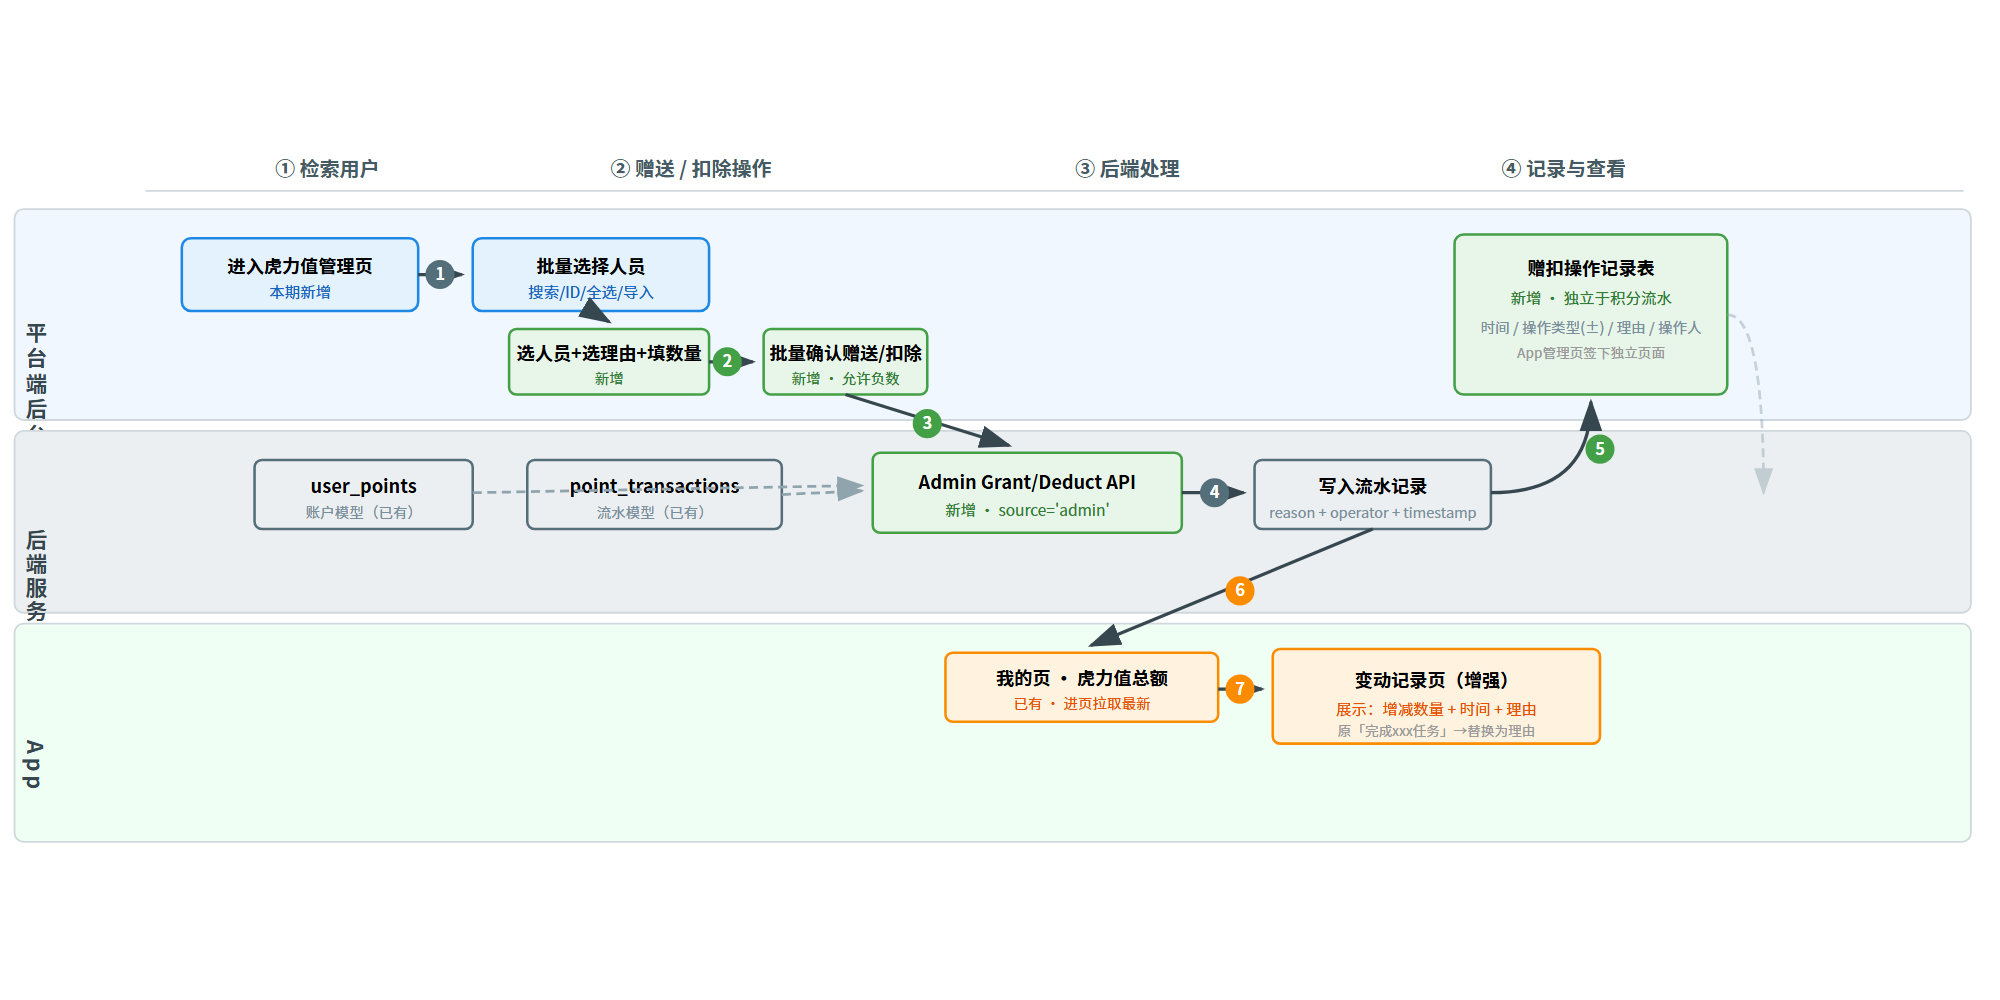 ① 检索用户
② 赠送 / 扣除操作
③ 后端处理
④ 记录与查看
平台端后
进入虎力值管理页
本期新增
1
批量选择人员
搜索/ID/全选/导入
选人员+选理由+填数量
新增
2
批量确认赠送/扣除
新增 · 允许负数
3
赠扣操作记录表
新增 · 独立于积分流水
时间 / 操作类型(±) / 理由 / 操作人
App管理页签下独立页面
5
后端服务
user_points
账户模型（已有）
point_transactions
流水模型（已有）
Admin Grant/Deduct API
新增 · source='admin'
4
写入流水记录
reason + operator + timestamp
6
App
我的页 · 虎力值总额
已有 · 进页拉取最新
7
变动记录页（增强）
展示：增减数量 + 时间 + 理由
原「完成xxx任务」→替换为理由